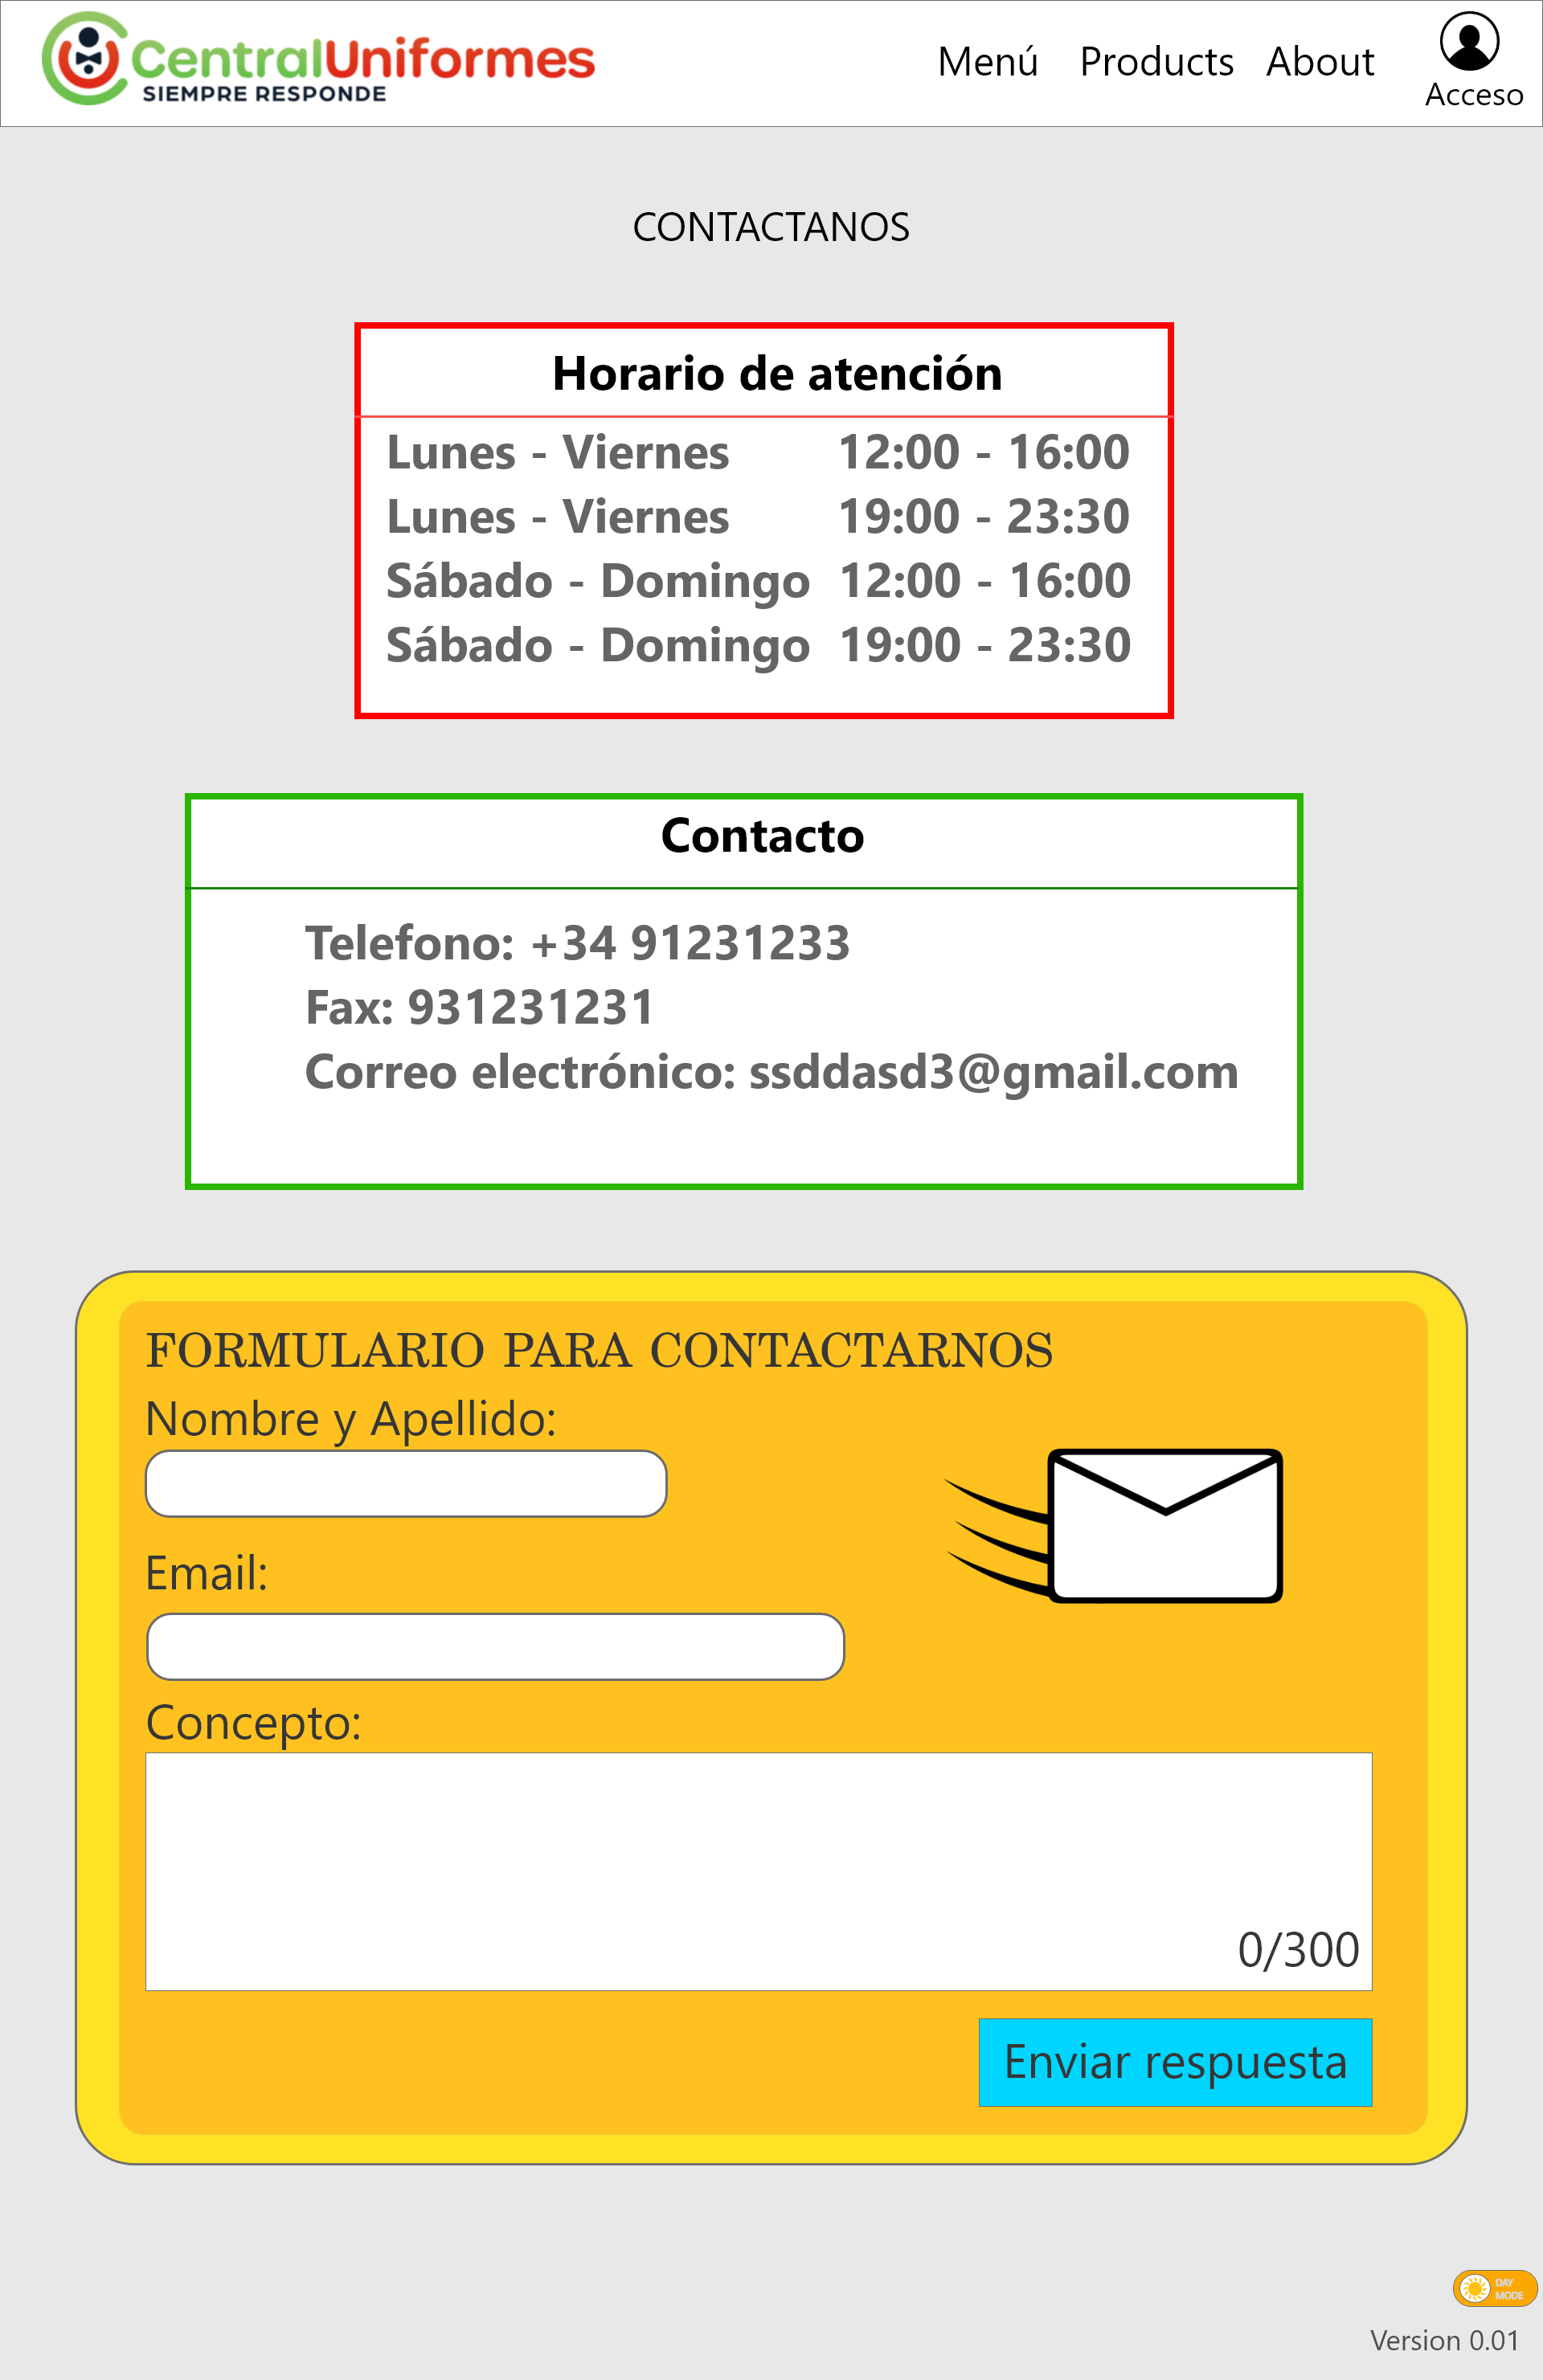 CentralUniformes
SIEMPRE RESPONDE
Menú Products About
Acceso
CONTACTANOS
Horario de atención
Lunes - Viernes 12:00 - 16:00
Lunes - Viernes 19:00 - 23:30
Sábado - Domingo 12:00 - 16:00
Sábado - Domingo 19:00 - 23:30
Contacto
Telefono: +34 91231233
Fax: 931231231
Correo electrónico: ssddasd3@gmail.com
FORMULARIO PARA CONTACTARNOS
Nombre y Apellido:
Email:
Concepto:
0/300
Enviar respuesta
DAY
MODE
Version 0.01